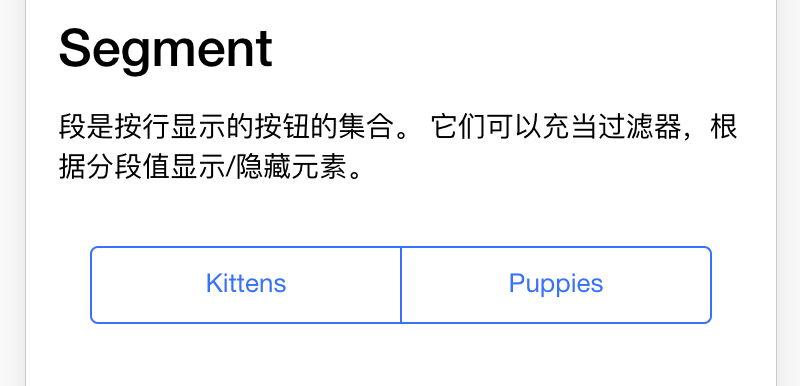 Segment
段是按行显示的按钮的集合。 它们可以充当过滤器，根
据分段值显示/隐藏元素。
Kittens
Puppies